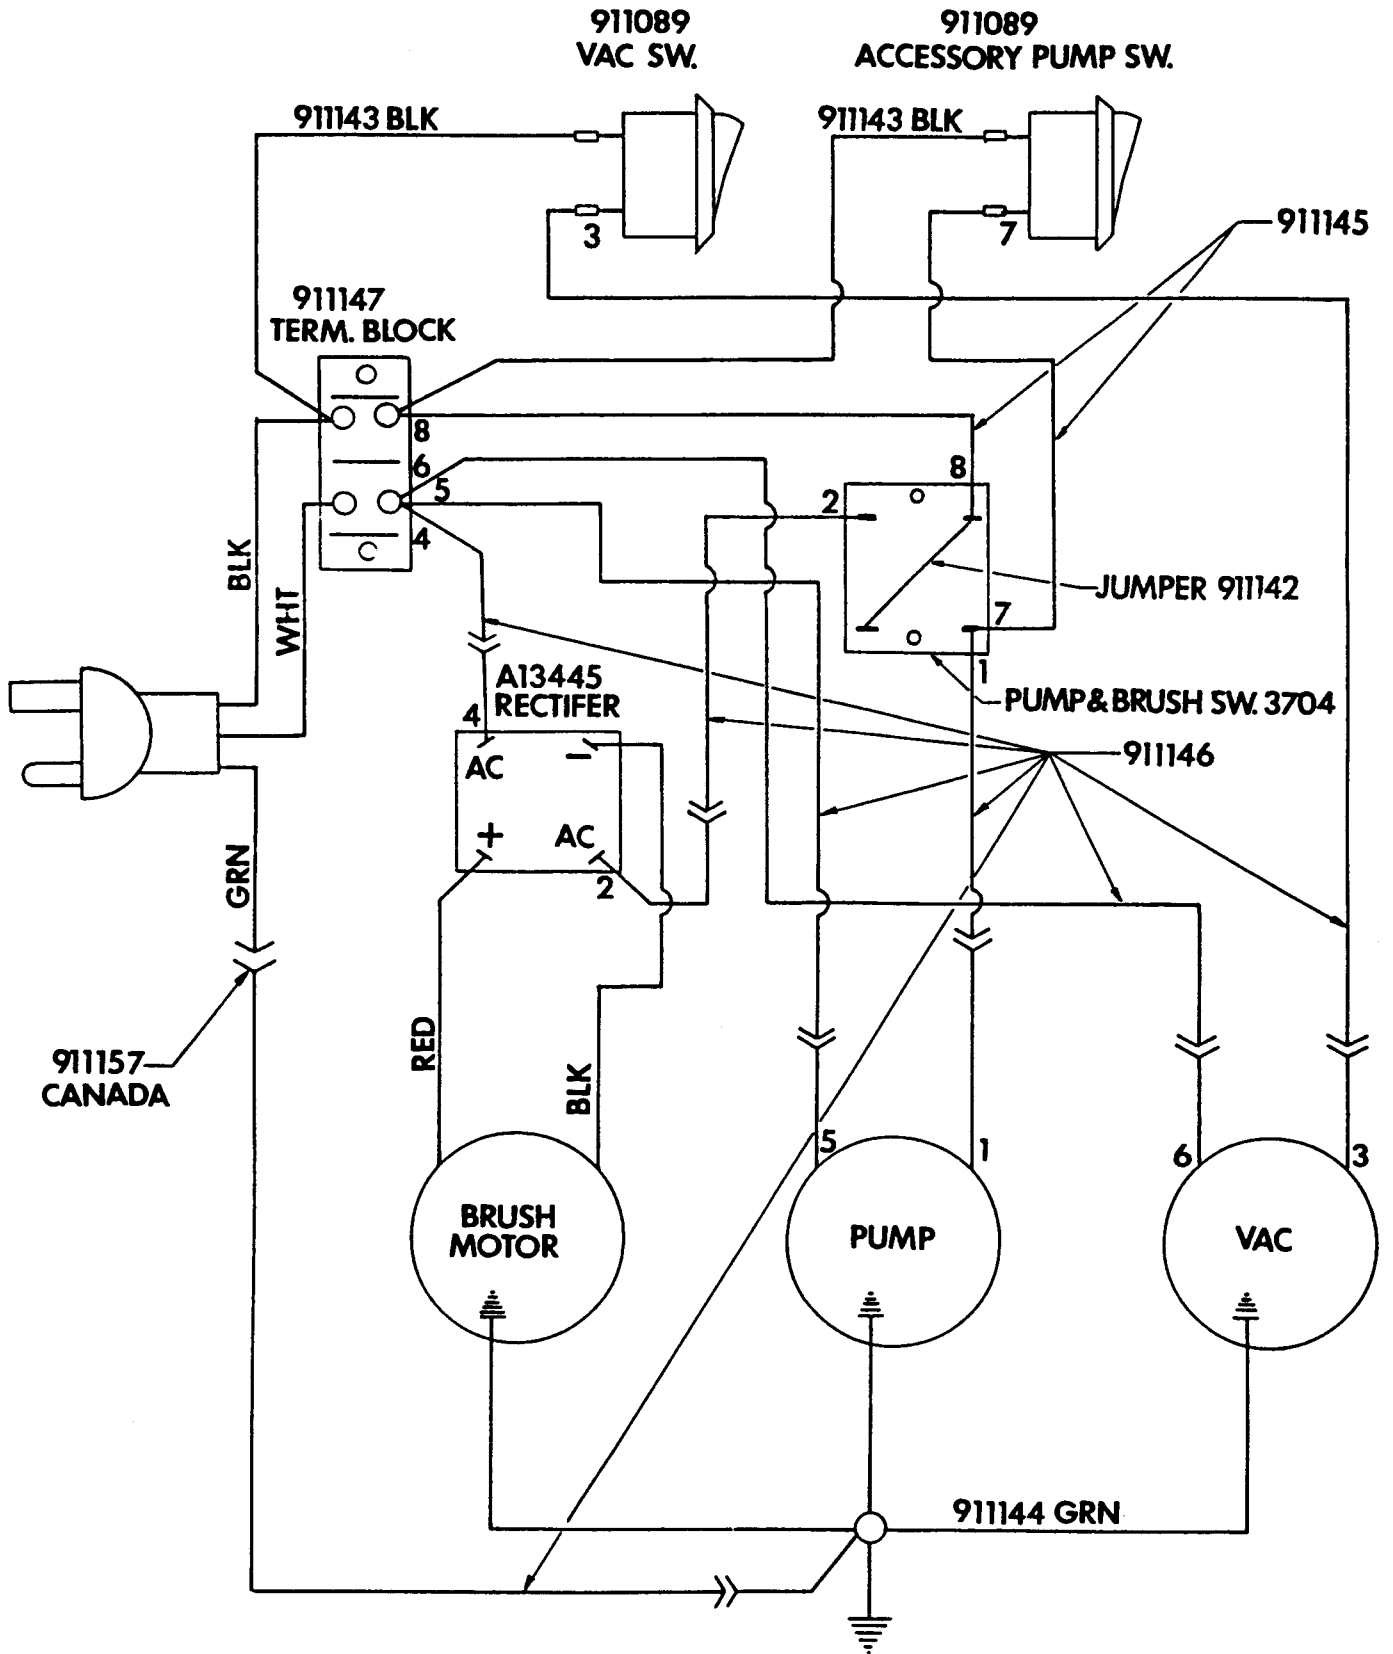 911089
VAC SW.
911089
ACCESSORY PUMP SW.
911143 BLK
911143 BLK
3
7
911145
911147
TERM. BLOCK
8
6
5
4
8
2
BLK
WHT
JUMPER 911142
7
1
A13445
RECTIFER
PUMP & BRUSH SW. 3704
4
AC
−
911146
+
AC
2
GRN
RED
BLK
911157
CANADA
5
1
6
3
BRUSH
MOTOR
PUMP
VAC
911144 GRN